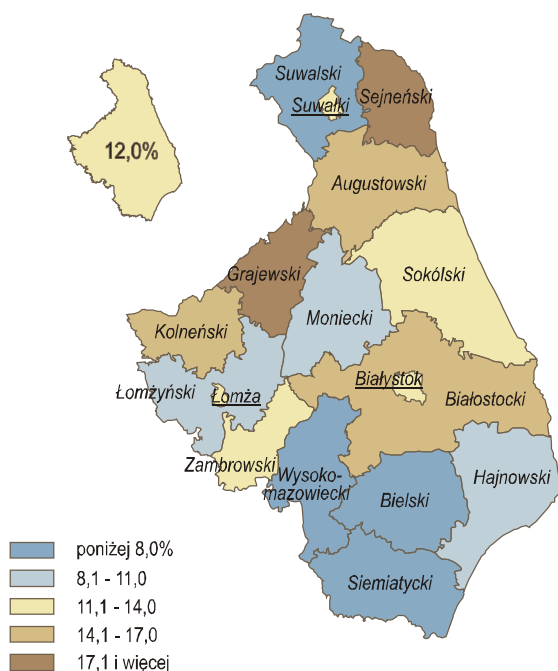 Suwalski
Suwałki
Sejneński
12,0%
Augustowski
Grajewski
Sokólski
Moniecki
Kolneński
Łomżyński
Łomża
Białystok
Białostocki
Zambrowski
Wysoko-
mazowiecki
Bielski
Hajnowski
Siemiatycki
poniżej 8,0%
8,1 - 11,0
11,1 - 14,0
14,1 - 17,0
17,1 i więcej